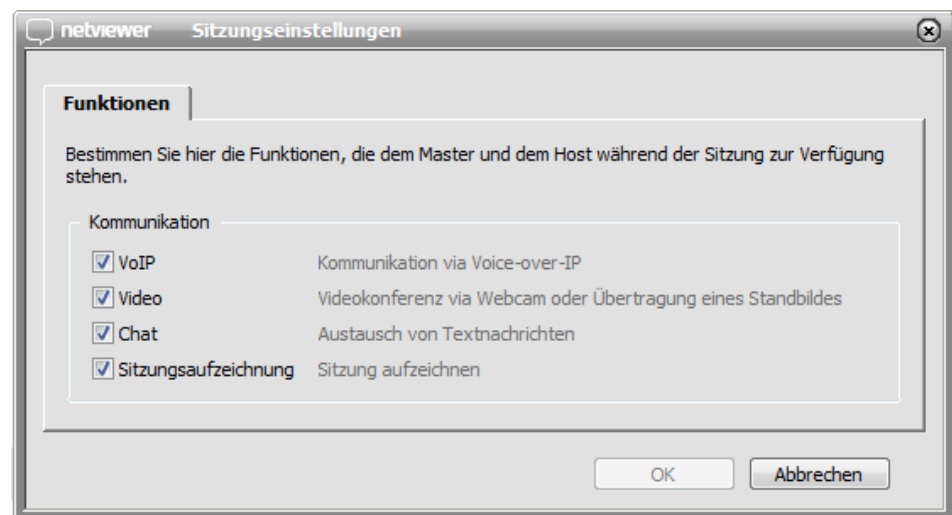 netviewer Sitzungseinstellungen
Funktionen
Bestimmen Sie hier die Funktionen, die dem Master und dem Host während der Sitzung zur Verfügung
stehen.
Kommunikation
VoIP Kommunikation via Voice-over-IP
Video Videokonferenz via Webcam oder Übertragung eines Standbildes
Chat Austausch von Textnachrichten
Sitzungsaufzeichnung Sitzung aufzeichnen
OK Abbrechen